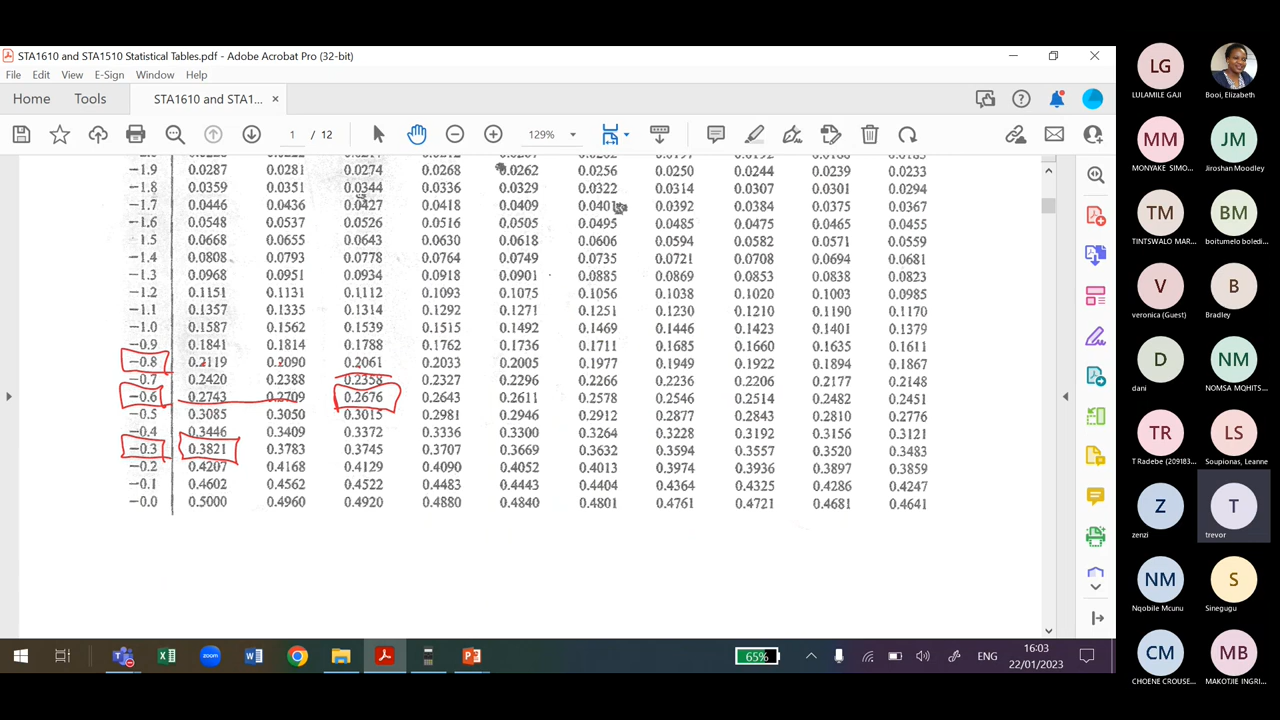 STA1610 and STA1510 Statistical Tables.pdf - Adobe Acrobat Pro (32-bit)
File Edit View E-Sign Window Help
Home Tools STA1610 and STA1... ×
1 / 12 129%
−1.9 0.0287 0.0281 0.0274 0.0268 0.0262 0.0256 0.0250 0.0244 0.0239 0.0233
−1.8 0.0359 0.0351 0.0344 0.0336 0.0329 0.0322 0.0314 0.0307 0.0301 0.0294
−1.7 0.0446 0.0436 0.0427 0.0418 0.0409 0.0401 0.0392 0.0384 0.0375 0.0367
−1.6 0.0548 0.0537 0.0526 0.0516 0.0505 0.0495 0.0485 0.0475 0.0465 0.0455
−1.5 0.0668 0.0655 0.0643 0.0630 0.0618 0.0606 0.0594 0.0582 0.0571 0.0559
−1.4 0.0808 0.0793 0.0778 0.0764 0.0749 0.0735 0.0721 0.0708 0.0694 0.0681
−1.3 0.0968 0.0951 0.0934 0.0918 0.0901 0.0885 0.0869 0.0853 0.0838 0.0823
−1.2 0.1151 0.1131 0.1112 0.1093 0.1075 0.1056 0.1038 0.1020 0.1003 0.0985
−1.1 0.1357 0.1335 0.1314 0.1292 0.1271 0.1251 0.1230 0.1210 0.1190 0.1170
−1.0 0.1587 0.1562 0.1539 0.1515 0.1492 0.1469 0.1446 0.1423 0.1401 0.1379
−0.9 0.1841 0.1814 0.1788 0.1762 0.1736 0.1711 0.1685 0.1660 0.1635 0.1611
−0.8 0.2119 0.2090 0.2061 0.2033 0.2005 0.1977 0.1949 0.1922 0.1894 0.1867
−0.7 0.2420 0.2388 0.2358 0.2327 0.2296 0.2266 0.2236 0.2206 0.2177 0.2148
−0.6 0.2743 0.2709 0.2676 0.2643 0.2611 0.2578 0.2546 0.2514 0.2482 0.2451
−0.5 0.3085 0.3050 0.3015 0.2981 0.2946 0.2912 0.2877 0.2843 0.2810 0.2776
−0.4 0.3446 0.3409 0.3372 0.3336 0.3300 0.3264 0.3228 0.3192 0.3156 0.3121
−0.3 0.3821 0.3783 0.3745 0.3707 0.3669 0.3632 0.3594 0.3557 0.3520 0.3483
−0.2 0.4207 0.4168 0.4129 0.4090 0.4052 0.4013 0.3974 0.3936 0.3897 0.3859
−0.1 0.4602 0.4562 0.4522 0.4483 0.4443 0.4404 0.4364 0.4325 0.4286 0.4247
−0.0 0.5000 0.4960 0.4920 0.4880 0.4840 0.4801 0.4761 0.4721 0.4681 0.4641
65% ENG 16:03
22/01/2023
LG
LULAMILE GAJI Booi, Elizabeth
MM JM
MONYAKE SIMO... Jiroshan Moodley
TM BM
TINTSWALO MAR... boitumelo boledi...
V B
veronica (Guest) Bradley
D NM
dani NOMSA MQHITS...
TR LS
T Radebe (209183... Soupionas, Leanne
Z T
zenzi trevor
NM S
Nqobile Mcunu Sinegugu
CM MB
CHOENE CROUSE... MAKOTJIE INGRI...